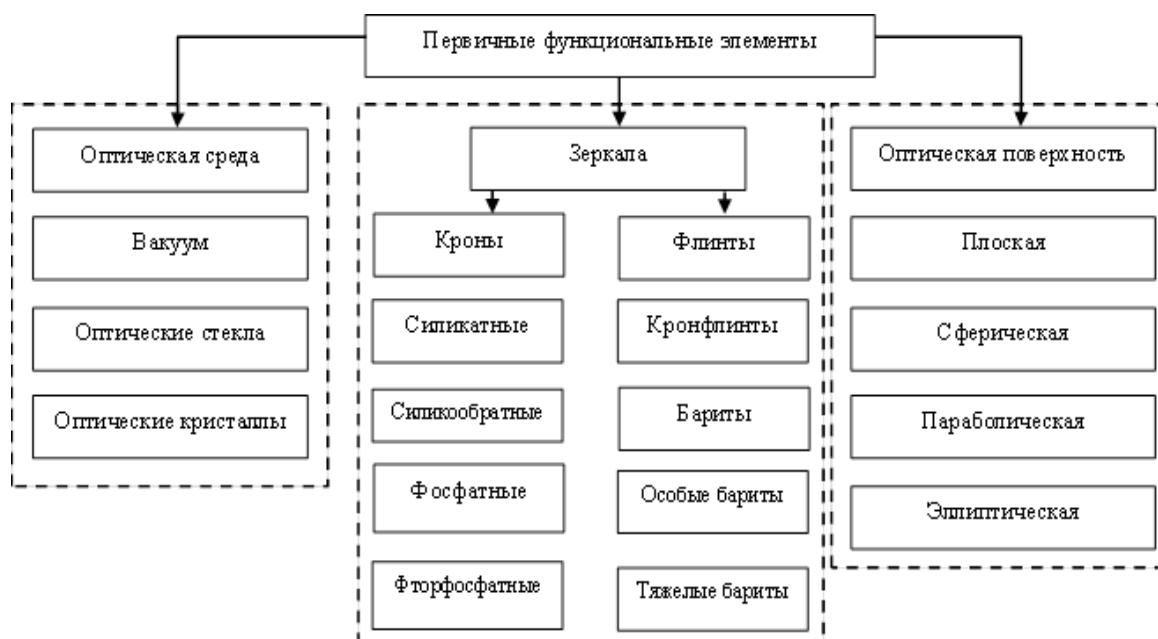 Первичные функциональные элементы
Оптическая среда
Вакуум
Оптические стекла
Оптические кристаллы
Зеркала
Кроны
Силикатные
Силикообратные
Фосфатные
Фторфосфатные
Флинты
Кронфлинты
Бариты
Особые бариты
Тяжелые бариты
Оптическая поверхность
Плоская
Сферическая
Параболическая
Эллиптическая